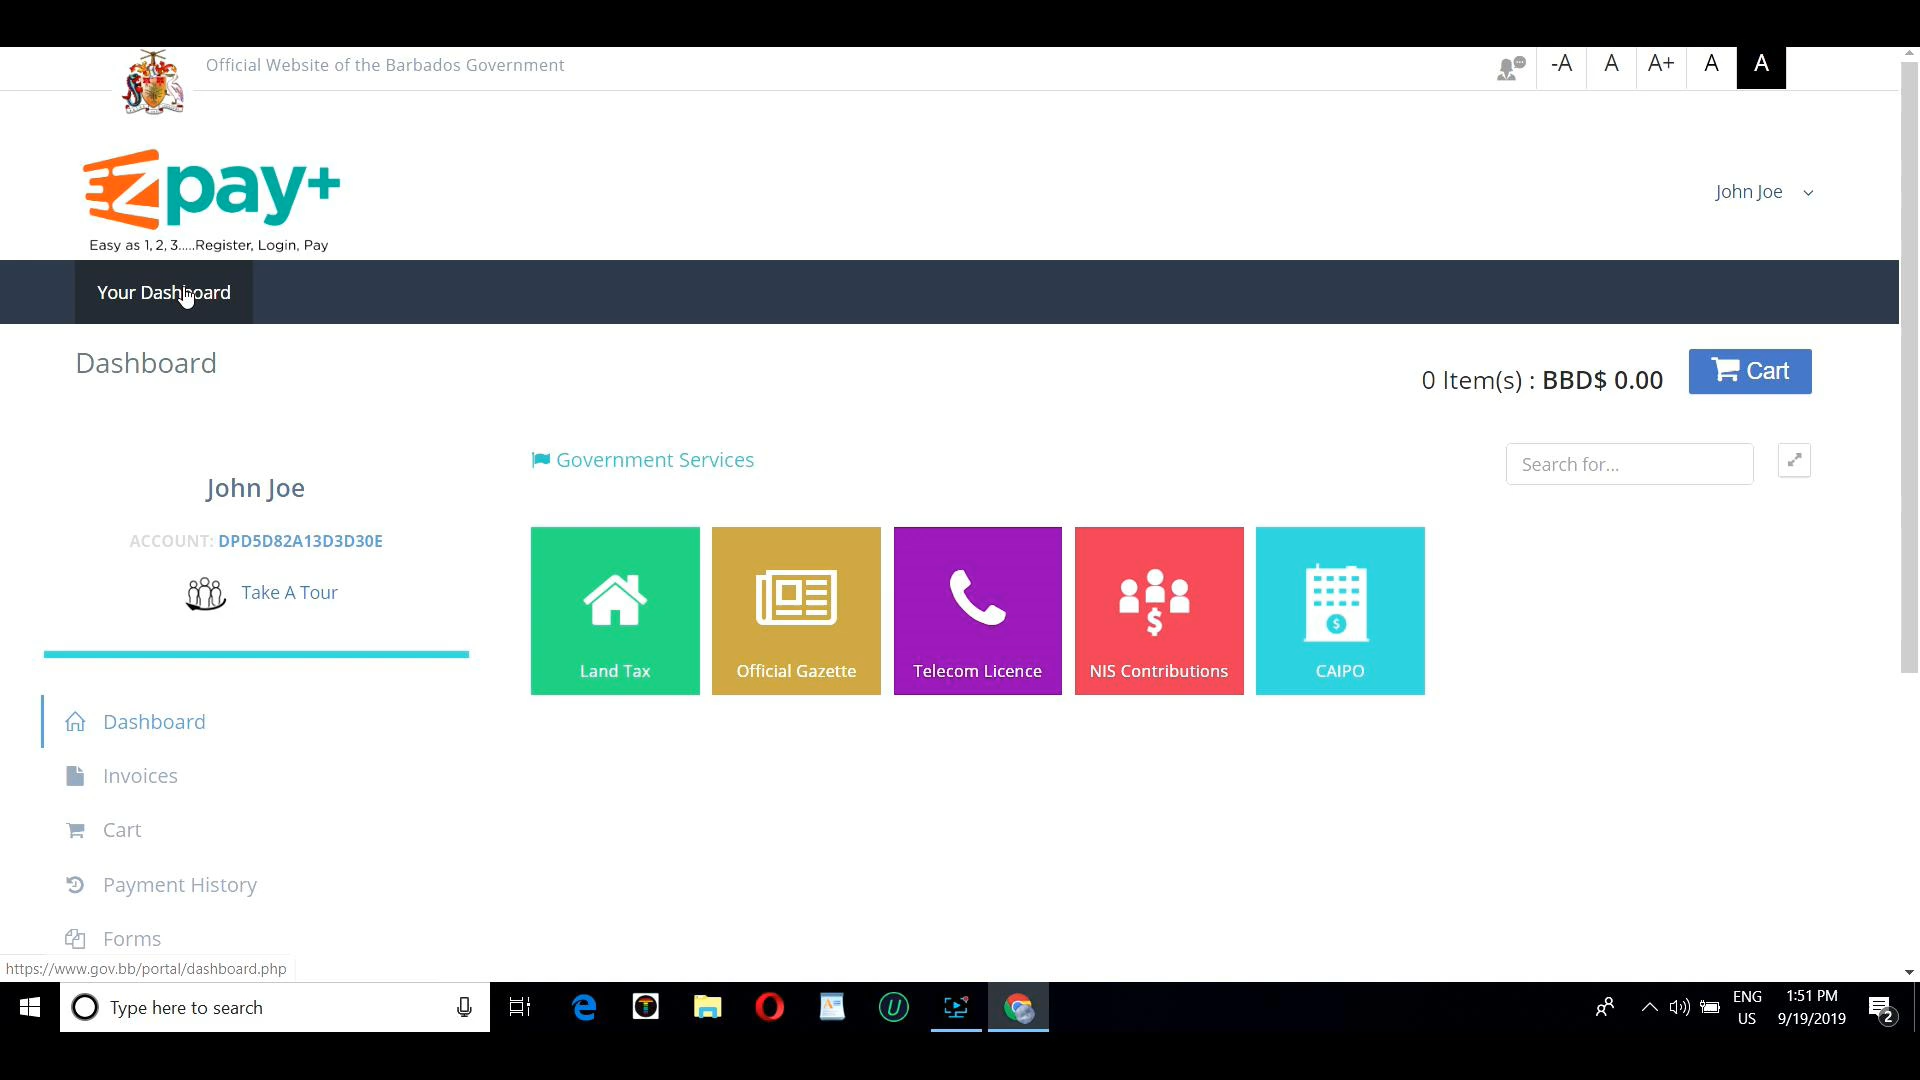 Official Website of the Barbados Government
-A A A+ A A
zpay+
Easy as 1, 2, 3.....Register, Login, Pay
John Joe
Your Dashboard
Dashboard
0 Item(s) : BBD$ 0.00
Cart
Government Services
Search for...
John Joe
ACCOUNT: DPD5D82A13D3D30E
Take A Tour
Land Tax
Official Gazette
Telecom Licence
NIS Contributions
CAIPO
Dashboard
Invoices
Cart
Payment History
Forms
https://www.gov.bb/portal/dashboard.php
Type here to search
ENG
US
1:51 PM
9/19/2019
2